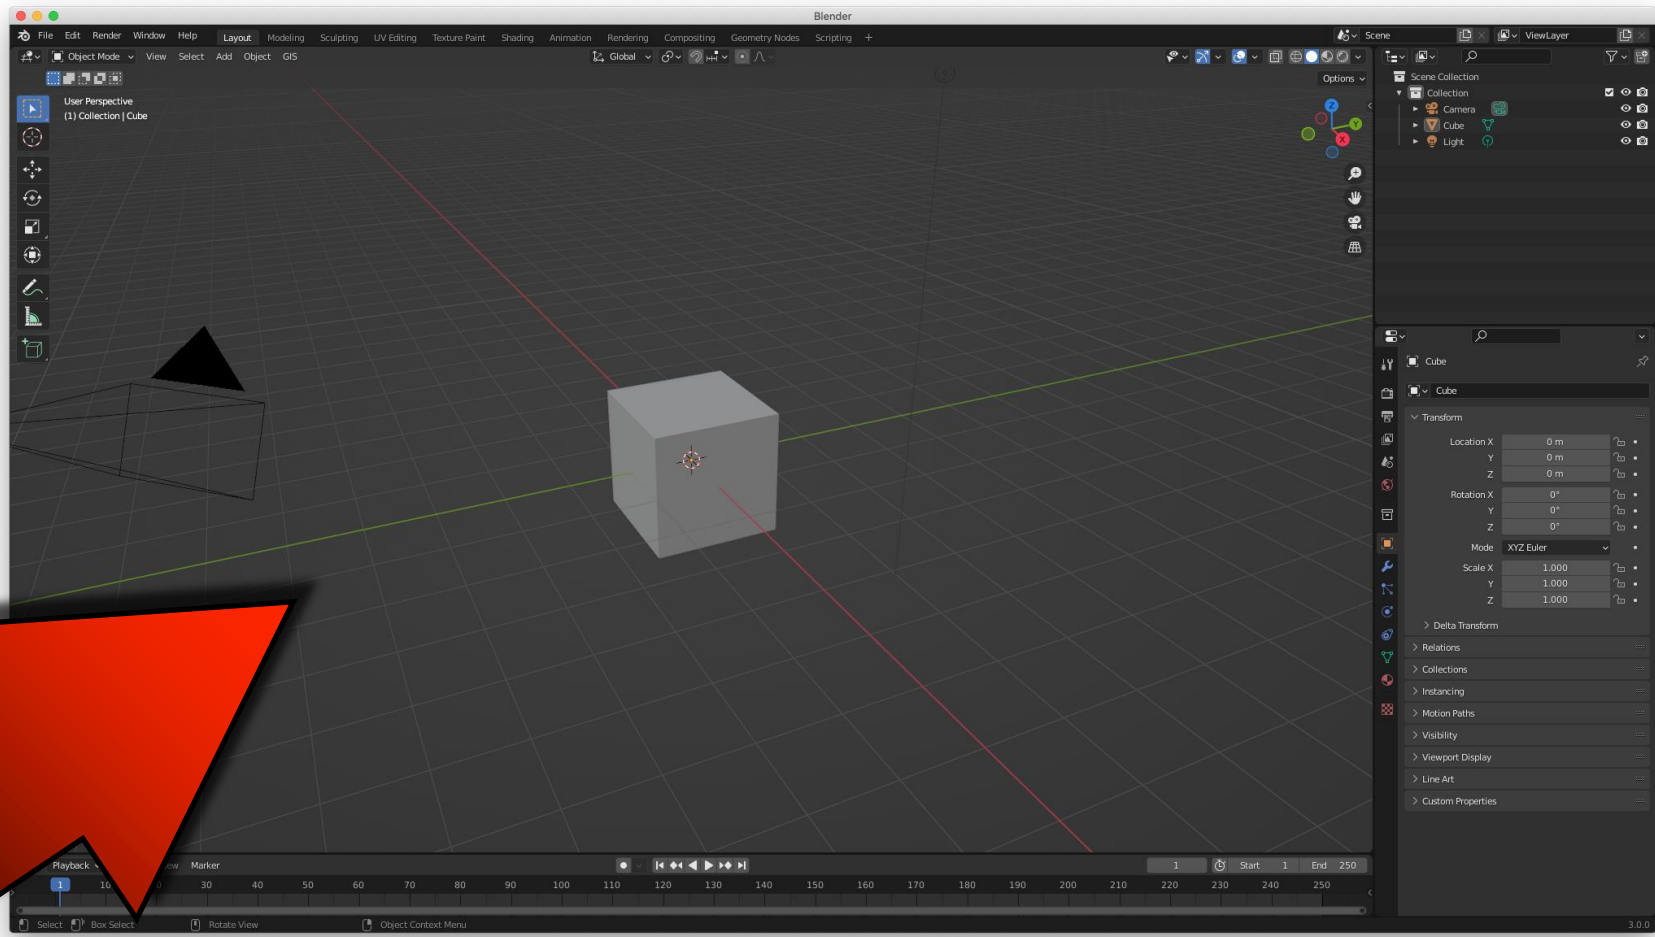 Blender
File Edit Render Window Help Layout Modeling Sculpting UV Editing Texture Paint Shading Animation Rendering Compositing Geometry Nodes Scripting + Scene ViewLayer
Object Mode View Select Add Object GIS Global
Options
User Perspective
(1) Collection | Cube
Z
Y
X
Scene Collection
Collection
Camera
Cube
Light
Cube
Cube
Transform
Location X 0 m
Y 0 m
Z 0 m
Rotation X 0°
Y 0°
Z 0°
Mode XYZ Euler
Scale X 1.000
Y 1.000
Z 1.000
Delta Transform
Relations
Collections
Instancing
Motion Paths
Visibility
Viewport Display
Line Art
Custom Properties
Playback Marker 1 Start 1 End 250
1 30 40 50 60 70 80 90 100 110 120 130 140 150 160 170 180 190 200 210 220 230 240 250
Select Box Select Rotate View Object Context Menu 3.0.0